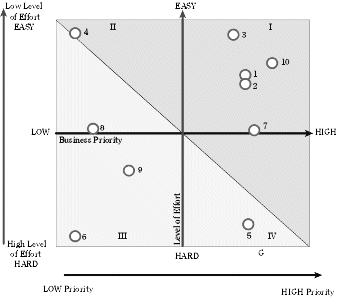 Low Level
of Effort
EASY
EASY
II
I
4
3
10
1
2
LOW
8
7
HIGH
Business Priority
9
Level of Effort
6
III
5
IV
High Level
of Effort
HARD
HARD
G
LOW Priority
HIGH Priority